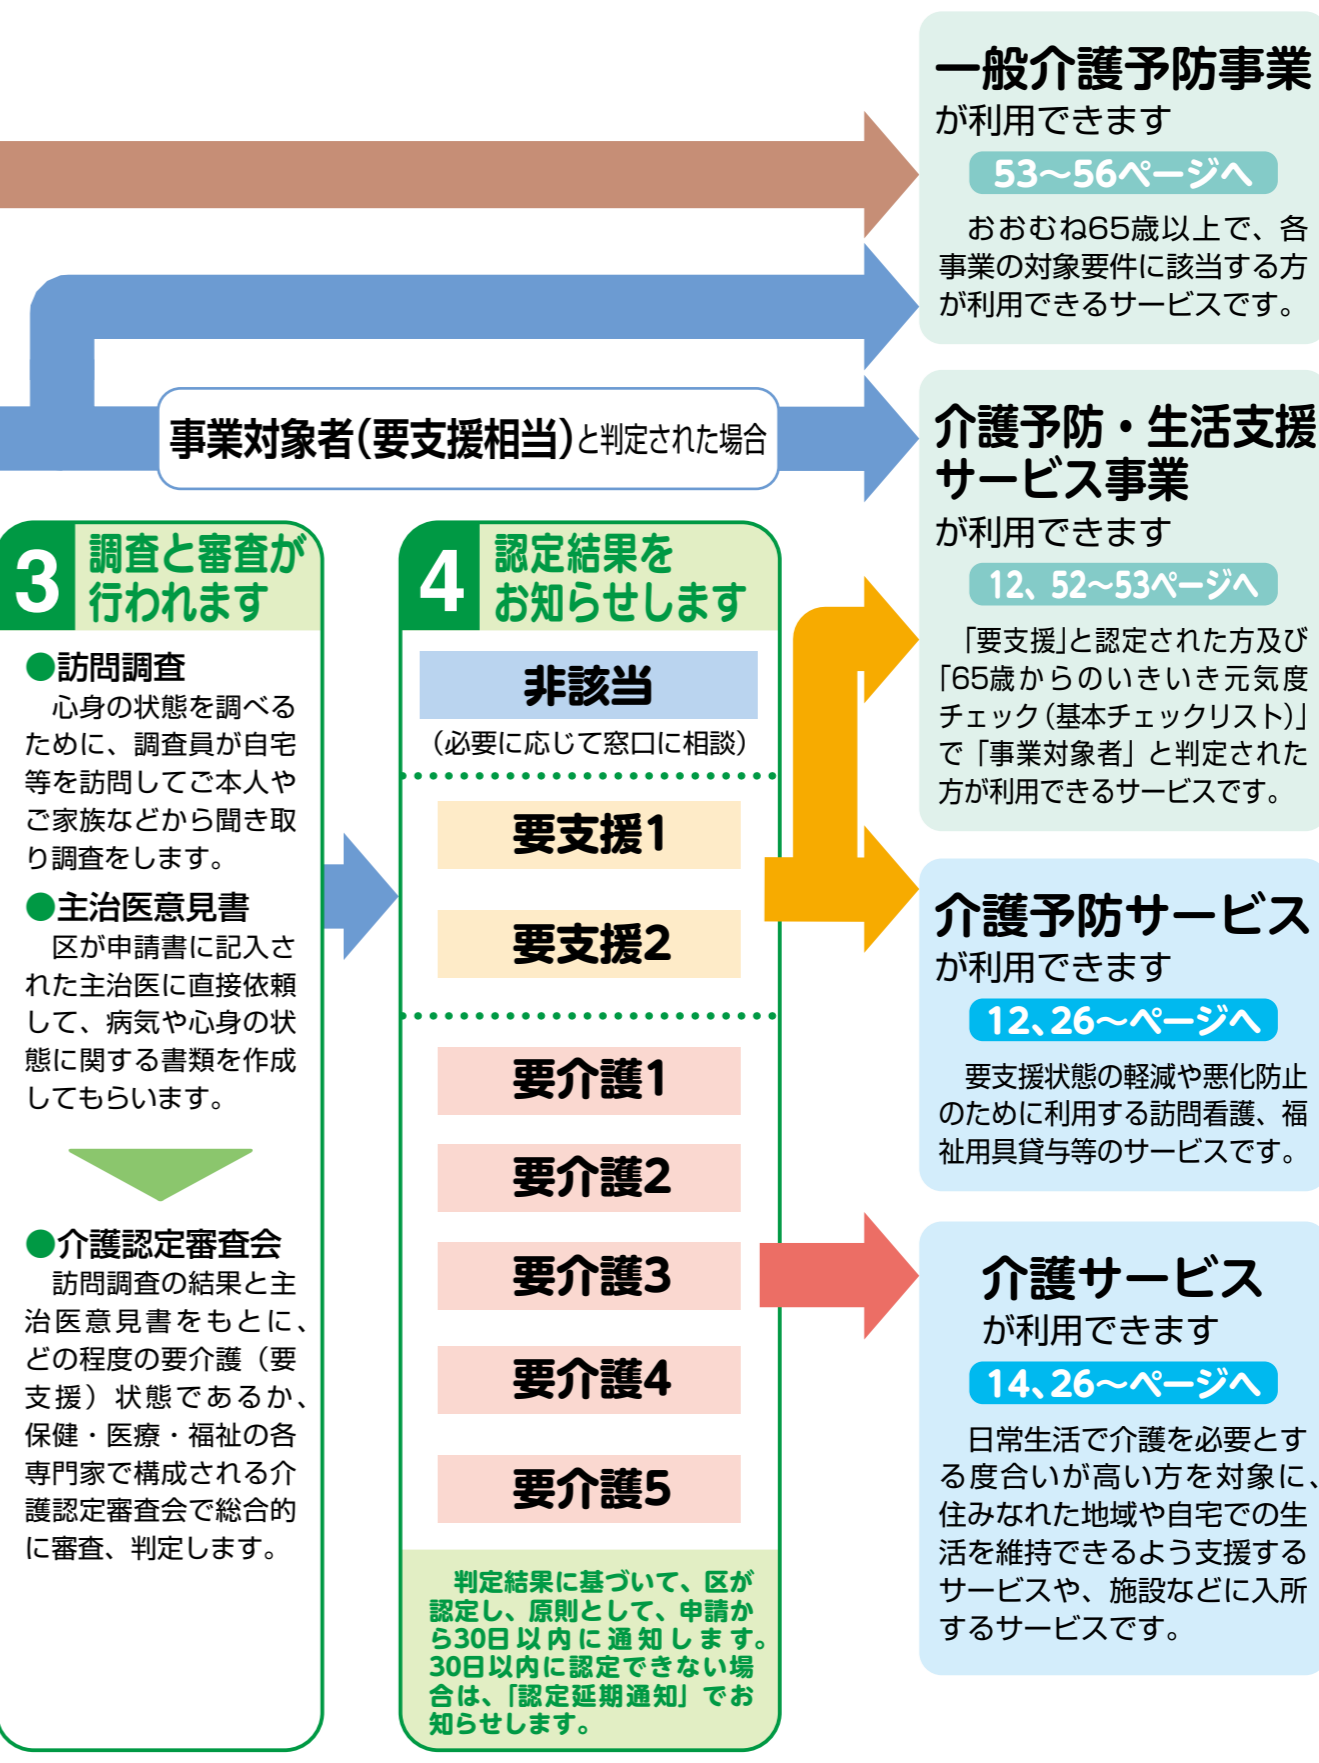 一般介護予防事業
が利用できます
53〜56ページへ
おおむね65歳以上で、各
事業の対象要件に該当する方
が利用できるサービスです。
事業対象者(要支援相当)と判定された場合
介護予防・生活支援
サービス事業
が利用できます
12、52〜53ページへ
「要支援」と認定された方及び
「65歳からのいきいき元気度
チェック(基本チェックリスト)」
で「事業対象者」と判定された
方が利用できるサービスです。
3 調査と審査が
行われます
●訪問調査
心身の状態を調べる
ために、調査員が自宅
等を訪問してご本人や
ご家族などから聞き取
り調査をします。
●主治医意見書
区が申請書に記入さ
れた主治医に直接依頼
して、病気や心身の状
態に関する書類を作成
してもらいます。
●介護認定審査会
訪問調査の結果と主
治医意見書をもとに、
どの程度の要介護（要
支援）状態であるか、
保健・医療・福祉の各
専門家で構成される介
護認定審査会で総合的
に審査、判定します。
4 認定結果を
お知らせします
非該当
（必要に応じて窓口に相談）
要支援1
要支援2
要介護1
要介護2
要介護3
要介護4
要介護5
判定結果に基づいて、区が
認定し、原則として、申請か
ら30日以内に通知します。
30日以内に認定できない場
合は、「認定延期通知」でお
知らせします。
介護予防サービス
が利用できます
12、26〜ページへ
要支援状態の軽減や悪化防止
のために利用する訪問看護、福
祉用具貸与等のサービスです。
介護サービス
が利用できます
14、26〜ページへ
日常生活で介護を必要とす
る度合いが高い方を対象に、
住みなれた地域や自宅での生
活を維持できるよう支援する
サービスや、施設などに入所
するサービスです。